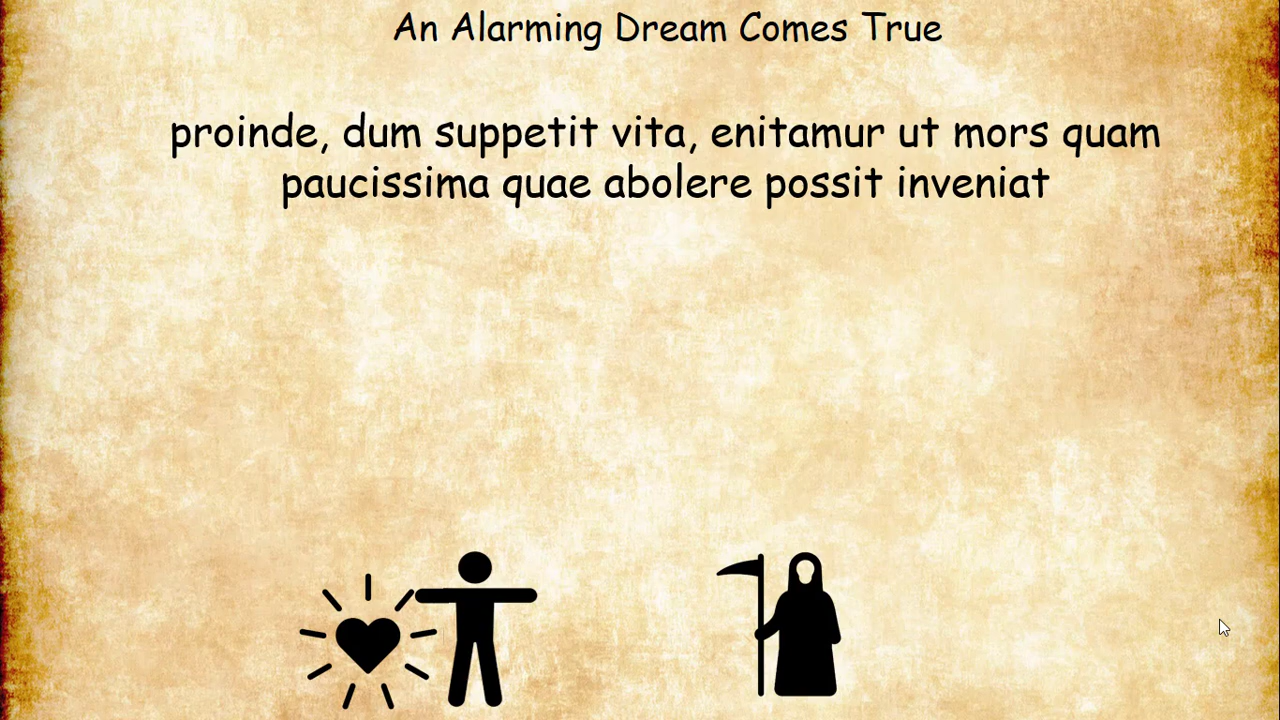 An Alarming Dream Comes True
proinde, dum suppetit vita, enitamur ut mors quam
paucissima quae abolere possit inveniat